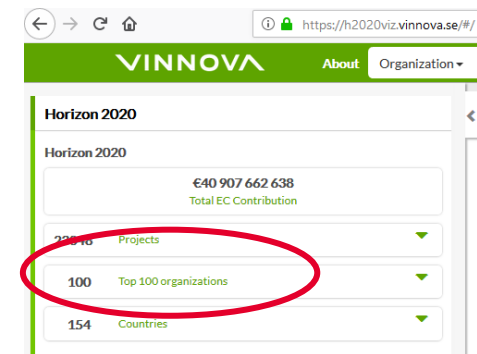 https://h2020viz.vinnova.se/#/
VINNOVA About Organization
Horizon 2020
Horizon 2020
€40 907 662 638
Total EC Contribution
Projects
100 Top 100 organizations
154 Countries